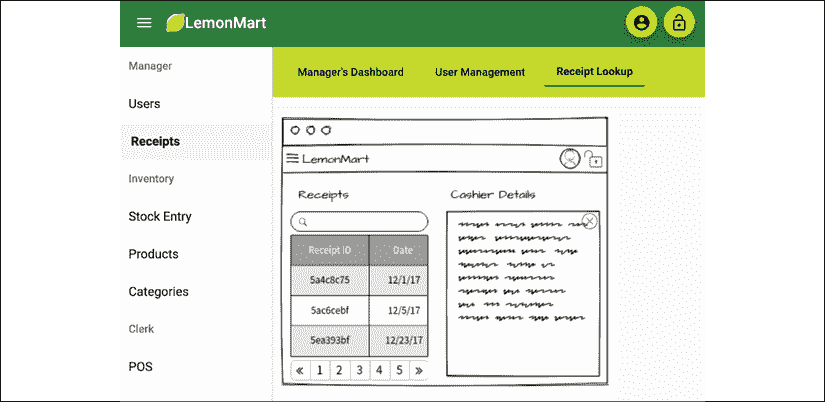 LemonMart
Manager
Users
Receipts
Inventory
Stock Entry
Products
Categories
Clerk
POS
Manager's Dashboard User Management Receipt Lookup
LemonMart
Receipts Cashier Details
Receipt ID Date
5a4c8c75 12/1/17
5ac6cebf 12/5/17
5ea393bf 12/23/17
« 1 2 3 4 5 »